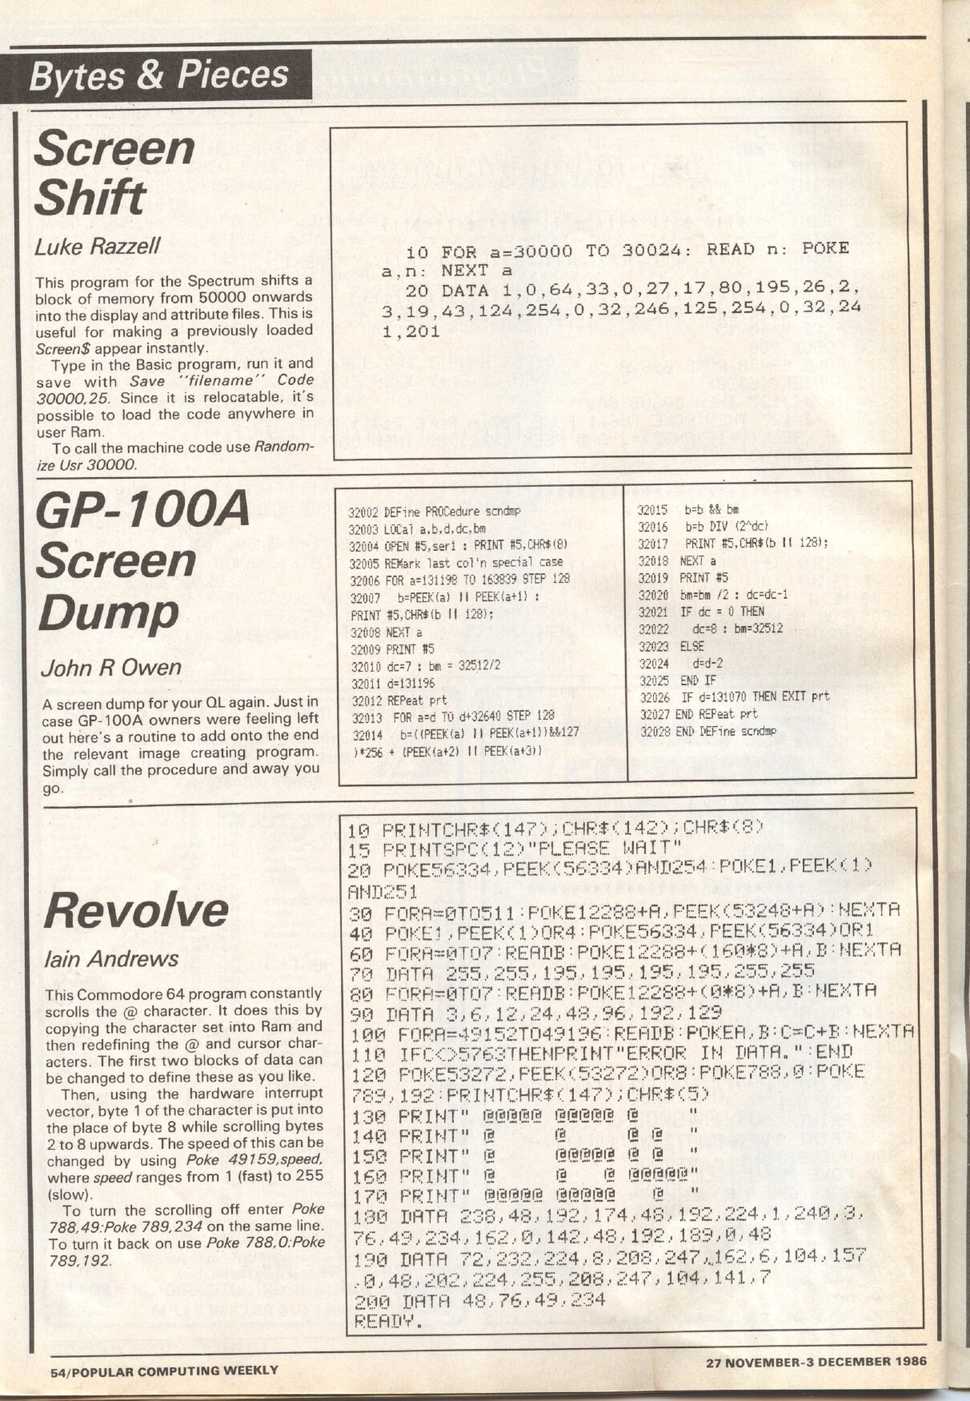 Bytes & Pieces
Screen
Shift
Luke Razzell
This program for the Spectrum shifts a
block of memory from 50000 onwards
into the display and attribute files. This is
useful for making a previously loaded
Screen$ appear instantly.
Type in the Basic program, run it and
save with Save "filename" Code
30000,25. Since it is relocatable, it's
possible to load the code anywhere in
user Ram.
To call the machine code use Random-
ize Usr 30000.
10 FOR a=30000 TO 30024: READ n: POKE
a,n: NEXT a
20 DATA 1,0,64,33,0,27,17,80,195,26,2,
3,19,43,124,254,0,32,246,125,254,0,32,24
1,201
GP-100A
Screen
Dump
John R Owen
A screen dump for your QL again. Just in
case GP-100A owners were feeling left
out here's a routine to add onto the end
the relevant image creating program.
Simply call the procedure and away you
go.
32002 DEFine PROCedure scndmp
32003 LOCal a,b,d,dc,bm
32004 OPEN #5,ser1 : PRINT #5,CHR$(8)
32005 REMark last col'n special case
32006 FOR a=131198 TO 163839 STEP 128
32007 b=PEEK(a) || PEEK(a+1) :
PRINT #5,CHR$(b || 128);
32008 NEXT a
32009 PRINT #5
32010 dc=7 : bm = 32512/2
32011 d=131196
32012 REPeat prt
32013 FOR a=d TO d+32640 STEP 128
32014 b=((PEEK(a) || PEEK(a+1))&&127
)*256 + (PEEK(a+2) || PEEK(a+3))
32015 b=b && bm
32016 b=b DIV (2^dc)
32017 PRINT #5,CHR$(b || 128);
32018 NEXT a
32019 PRINT #5
32020 bm=bm /2 : dc=dc-1
32021 IF dc = 0 THEN
32022 dc=8 : bm=32512
32023 ELSE
32024 d=d-2
32025 END IF
32026 IF d=131070 THEN EXIT prt
32027 END REPeat prt
32028 END DEFine scndmp
Revolve
Iain Andrews
This Commodore 64 program constantly
scrolls the @ character. It does this by
copying the character set into Ram and
then redefining the @ and cursor char-
acters. The first two blocks of data can
be changed to define these as you like.
Then, using the hardware interrupt
vector, byte 1 of the character is put into
the place of byte 8 while scrolling bytes
2 to 8 upwards. The speed of this can be
changed by using Poke 49159,speed,
where speed ranges from 1 (fast) to 255
(slow).
To turn the scrolling off enter Poke
788,49:Poke 789,234 on the same line.
To turn it back on use Poke 788,0:Poke
789,192.
10 PRINTCHR$(147);CHR$(142);CHR$(8)
15 PRINTSPC(12)"PLEASE WAIT"
20 POKE56334,PEEK(56334)AND254:POKE1,PEEK(1)
AND251
30 FORA=0TO511:POKE12288+A,PEEK(53248+A):NEXTA
40 POKE1,PEEK(1)OR4:POKE56334,PEEK(56334)OR1
60 FORA=0TO7:READB:POKE12288+(160*8)+A,B:NEXTA
70 DATA 255,255,195,195,195,195,255,255
80 FORA=0TO7:READB:POKE12288+(0*8)+A,B:NEXTA
90 DATA 3,6,12,24,48,96,192,129
100 FORA=49152TO49196:READB:POKEA,B:C=C+B:NEXTA
110 IFC<>5763THENPRINT"ERROR IN DATA.":END
120 POKE53272,PEEK(53272)OR8:POKE788,0:POKE
789,192:PRINTCHR$(147);CHR$(5)
130 PRINT" @@@@@ @@@@@ @     "
140 PRINT" @     @     @ @   "
150 PRINT" @     @@@@@ @ @   "
160 PRINT" @     @   @ @@@@@"
170 PRINT" @@@@@ @@@@@   @   "
180 DATA 238,48,192,174,48,192,224,1,240,3,
76,49,234,162,0,142,48,192,189,0,48
190 DATA 72,232,224,8,208,247,162,6,104,157
,0,48,202,224,255,208,247,104,141,7
200 DATA 48,76,49,234
READY.
54/POPULAR COMPUTING WEEKLY
27 NOVEMBER-3 DECEMBER 1986